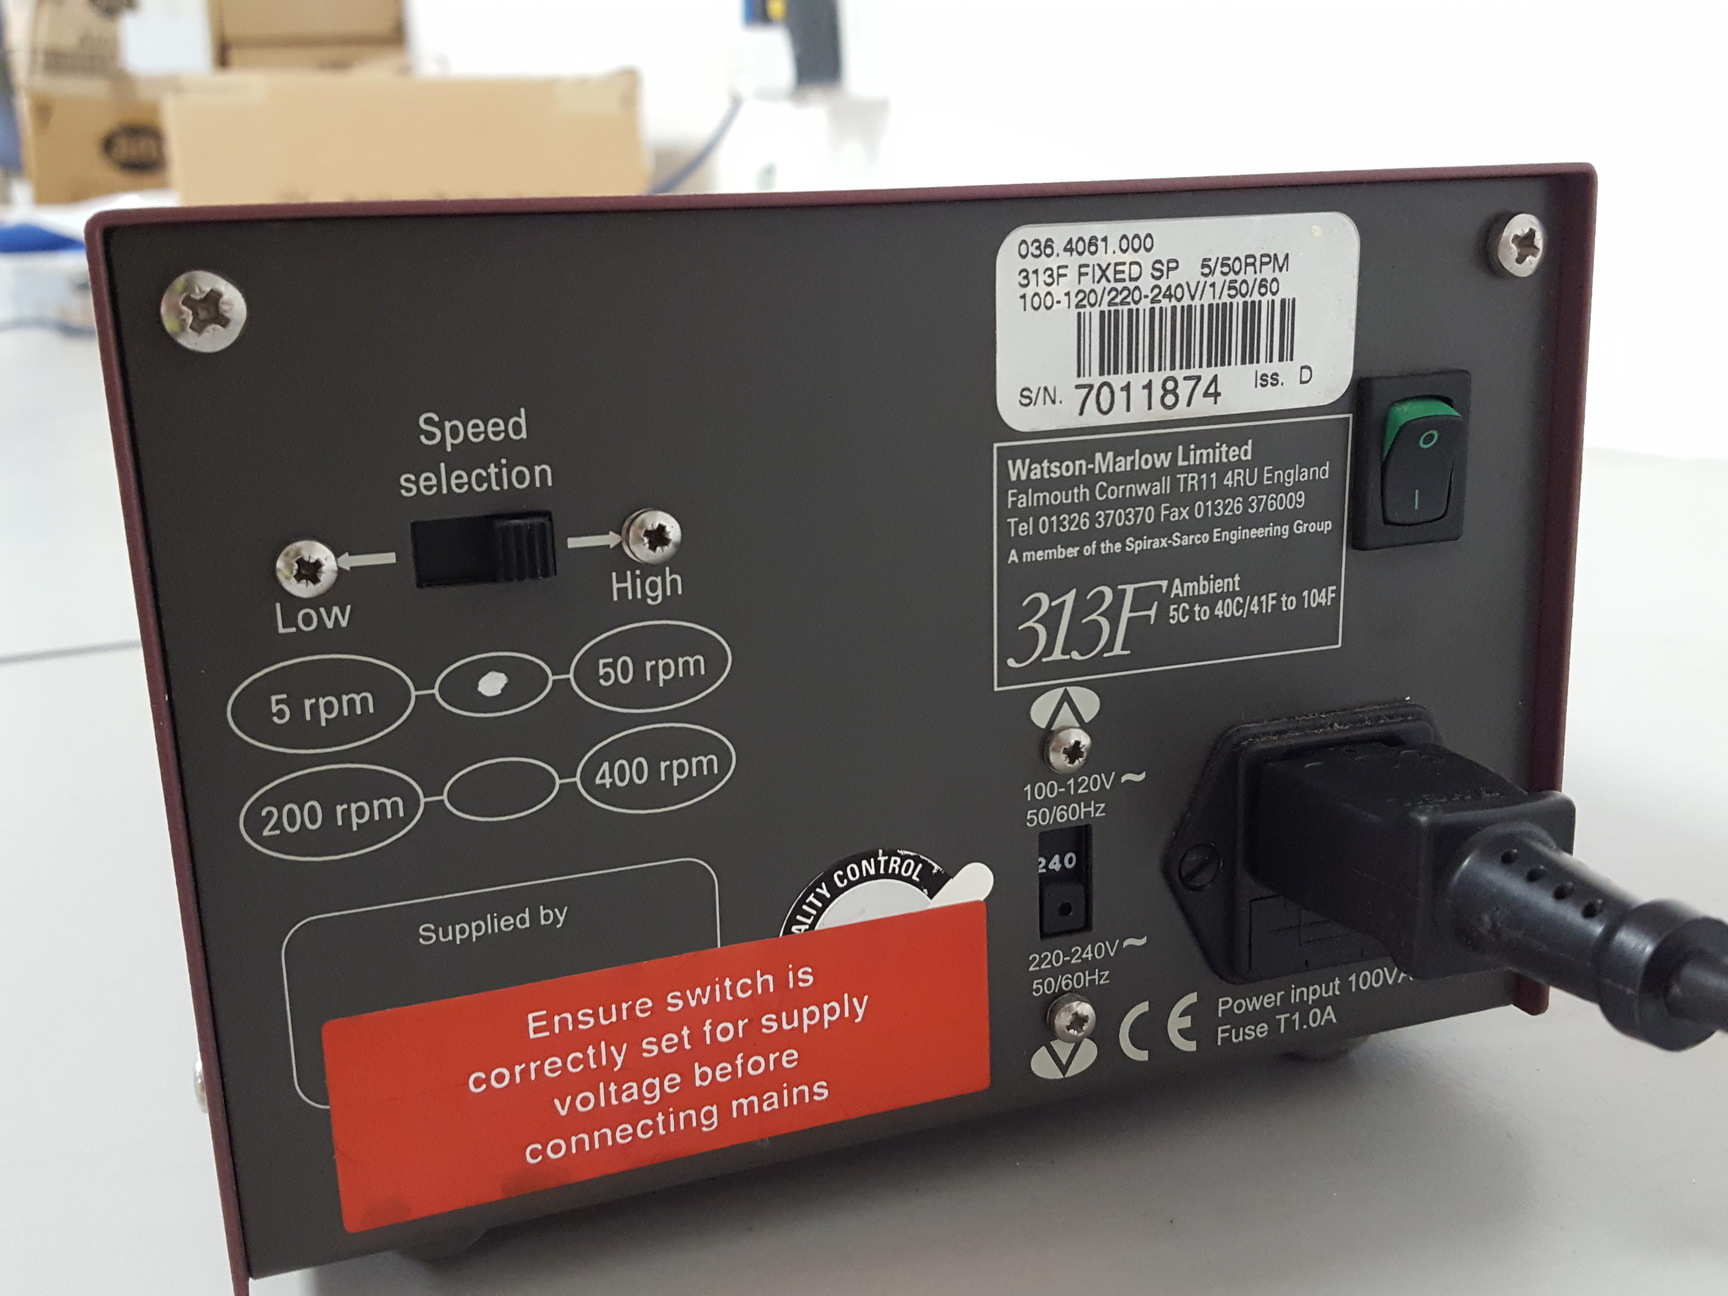 036.4061.000
313F FIXED SP 5/50RPM
100-120/220-240V/1/50/60
S/N. 7011874 Iss. D
Watson-Marlow Limited
Falmouth Cornwall TR11 4RU England
Tel 01326 370370 Fax 01326 376009
A member of the Spirax-Sarco Engineering Group
313F Ambient
5C to 40C/41F to 104F
Speed
selection
Low High
5 rpm 50 rpm
200 rpm 400 rpm
Supplied by
ALITY CONTROL
Ensure switch is
correctly set for supply
voltage before
connecting mains
100-120V ~
50/60Hz
240
220-240V ~
50/60Hz
CE
Power input 100VA
Fuse T1.0A
O
I